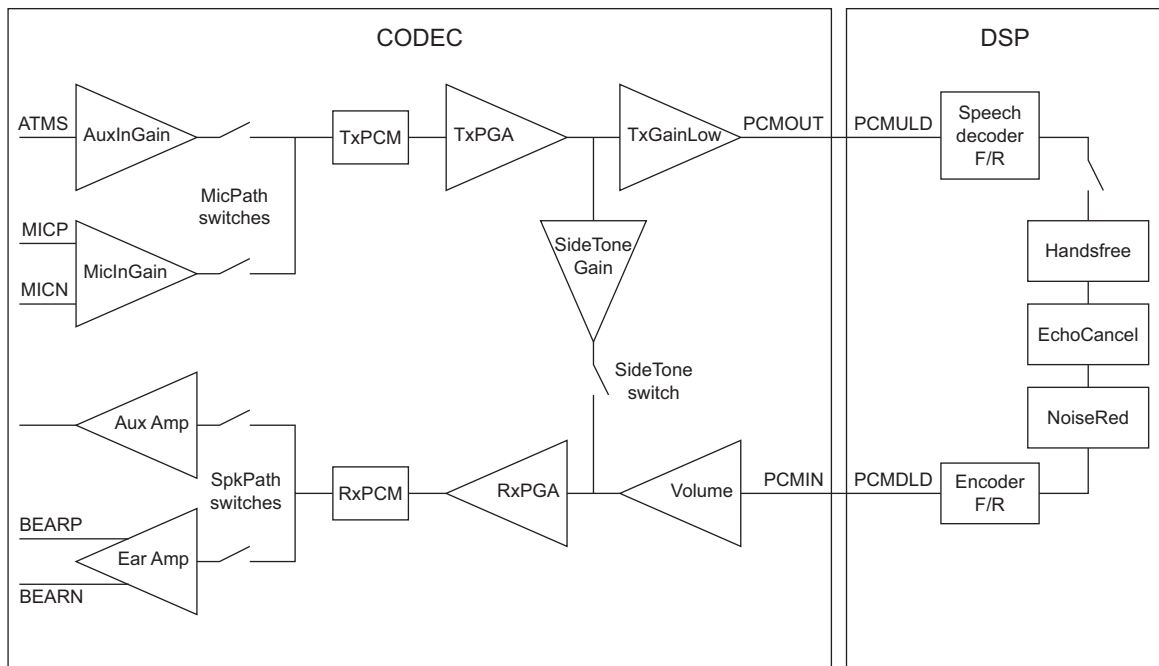 CODEC
DSP
ATMS
AuxInGain
TxPCM
TxPGA
TxGainLow
PCMOUT
PCMULD
Speech
decoder
F/R
MicPath
switches
MICP
MICN
MicInGain
SideTone
Gain
Handsfree
EchoCancel
SideTone
switch
NoiseRed
Aux Amp
SpkPath
switches
RxPCM
RxPGA
Volume
PCMIN
PCMDLD
Encoder
F/R
BEARP
Ear Amp
BEARN